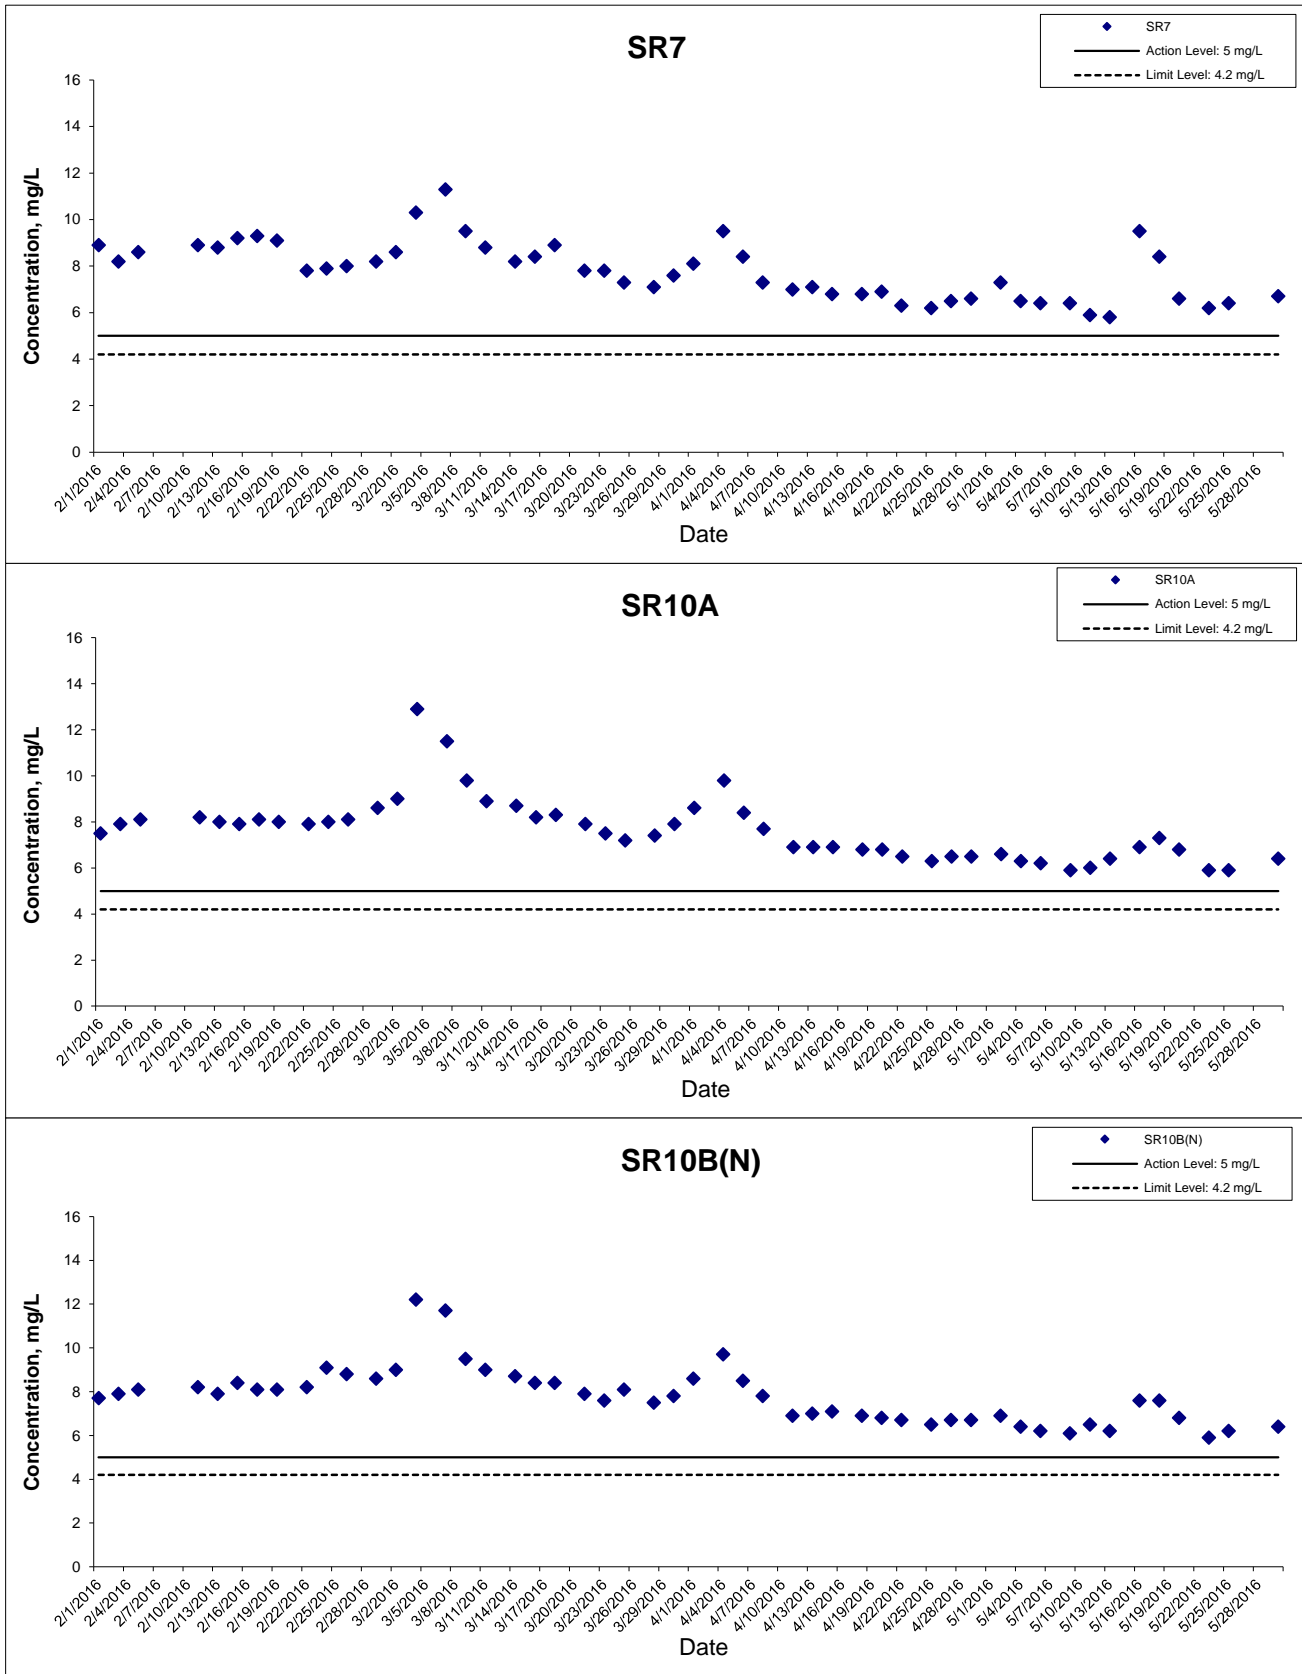 SR7
SR7
Action Level: 5 mg/L
Limit Level: 4.2 mg/L
Concentration, mg/L
16
14
12
10
8
6
4
2
0
2/1/2016 2/4/2016 2/7/2016 2/10/2016 2/13/2016 2/16/2016 2/19/2016 2/22/2016 2/25/2016 2/28/2016 3/2/2016 3/5/2016 3/8/2016 3/11/2016 3/14/2016 3/17/2016 3/20/2016 3/23/2016 3/26/2016 3/29/2016 4/1/2016 4/4/2016 4/7/2016 4/10/2016 4/13/2016 4/16/2016 4/19/2016 4/22/2016 4/25/2016 4/28/2016 5/1/2016 5/4/2016 5/7/2016 5/10/2016 5/13/2016 5/16/2016 5/19/2016 5/22/2016 5/25/2016 5/28/2016
Date
SR10A
SR10A
Action Level: 5 mg/L
Limit Level: 4.2 mg/L
Concentration, mg/L
16
14
12
10
8
6
4
2
0
2/1/2016 2/4/2016 2/7/2016 2/10/2016 2/13/2016 2/16/2016 2/19/2016 2/22/2016 2/25/2016 2/28/2016 3/2/2016 3/5/2016 3/8/2016 3/11/2016 3/14/2016 3/17/2016 3/20/2016 3/23/2016 3/26/2016 3/29/2016 4/1/2016 4/4/2016 4/7/2016 4/10/2016 4/13/2016 4/16/2016 4/19/2016 4/22/2016 4/25/2016 4/28/2016 5/1/2016 5/4/2016 5/7/2016 5/10/2016 5/13/2016 5/16/2016 5/19/2016 5/22/2016 5/25/2016 5/28/2016
Date
SR10B(N)
SR10B(N)
Action Level: 5 mg/L
Limit Level: 4.2 mg/L
Concentration, mg/L
16
14
12
10
8
6
4
2
0
2/1/2016 2/4/2016 2/7/2016 2/10/2016 2/13/2016 2/16/2016 2/19/2016 2/22/2016 2/25/2016 2/28/2016 3/2/2016 3/5/2016 3/8/2016 3/11/2016 3/14/2016 3/17/2016 3/20/2016 3/23/2016 3/26/2016 3/29/2016 4/1/2016 4/4/2016 4/7/2016 4/10/2016 4/13/2016 4/16/2016 4/19/2016 4/22/2016 4/25/2016 4/28/2016 5/1/2016 5/4/2016 5/7/2016 5/10/2016 5/13/2016 5/16/2016 5/19/2016 5/22/2016 5/25/2016 5/28/2016
Date